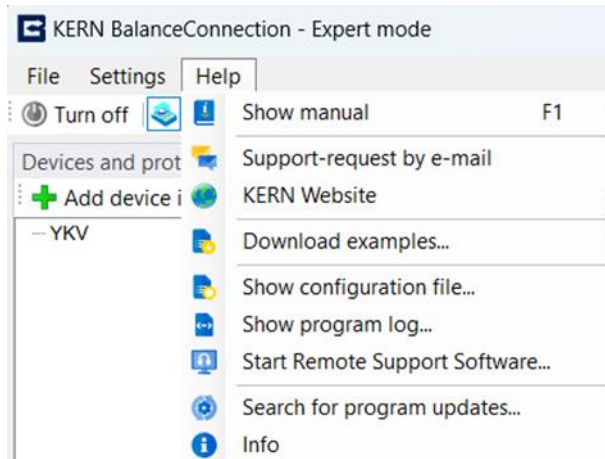 KERN BalanceConnection - Expert mode
File Settings Help
Turn off
Devices and prot
Add device i
YKV
Show manual F1
Support-request by e-mail
KERN Website
Download examples...
Show configuration file...
Show program log...
Start Remote Support Software...
Search for program updates...
Info